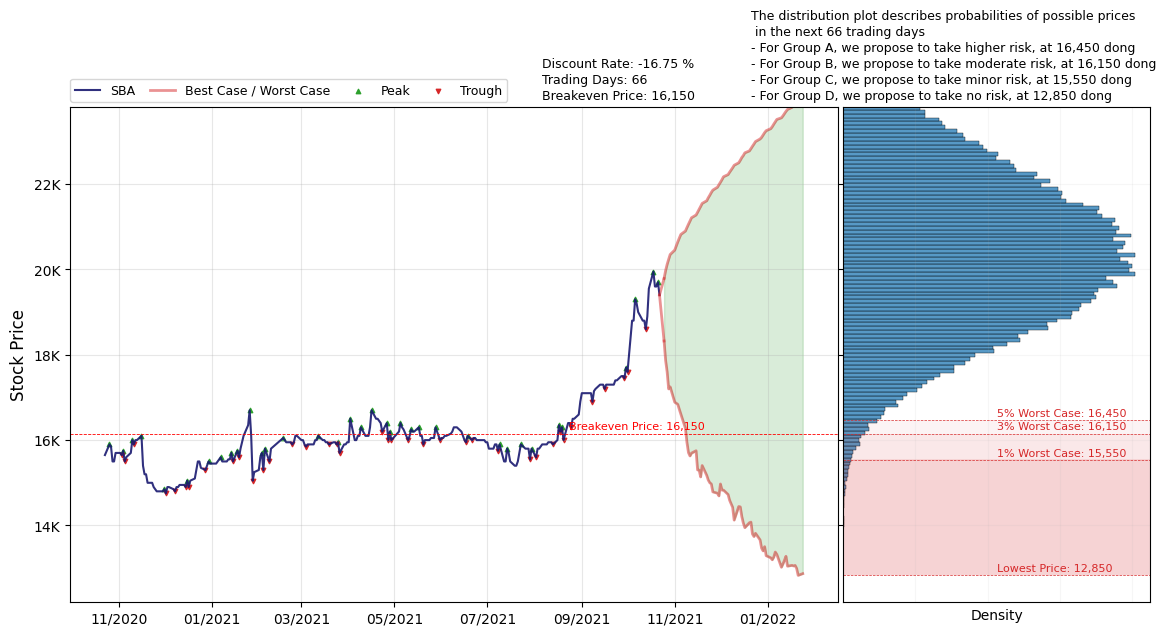 The distribution plot describes probabilities of possible prices
in the next 66 trading days
- For Group A, we propose to take higher risk, at 16,450 dong
- For Group B, we propose to take moderate risk, at 16,150 dong
- For Group C, we propose to take minor risk, at 15,550 dong
- For Group D, we propose to take no risk, at 12,850 dong
Discount Rate: -16.75 %
Trading Days: 66
Breakeven Price: 16,150
SBA
Best Case / Worst Case
Peak
Trough
Stock Price
22K
20K
18K
16K
14K
Breakeven Price: 16,150
5% Worst Case: 16,450
3% Worst Case: 16,150
1% Worst Case: 15,550
Lowest Price: 12,850
11/2020
01/2021
03/2021
05/2021
07/2021
09/2021
11/2021
01/2022
Density